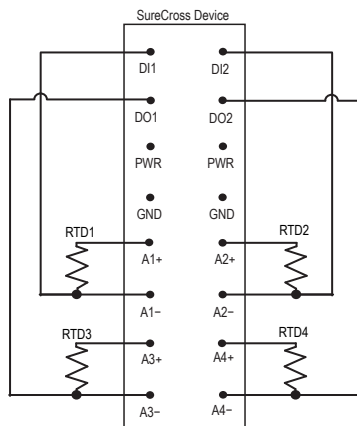 SureCross Device
DI1 DI2
DO1 DO2
PWR PWR
GND GND
RTD1 RTD2
A1+ A2+
A1− A2−
RTD3 RTD4
A3+ A4+
A3− A4−